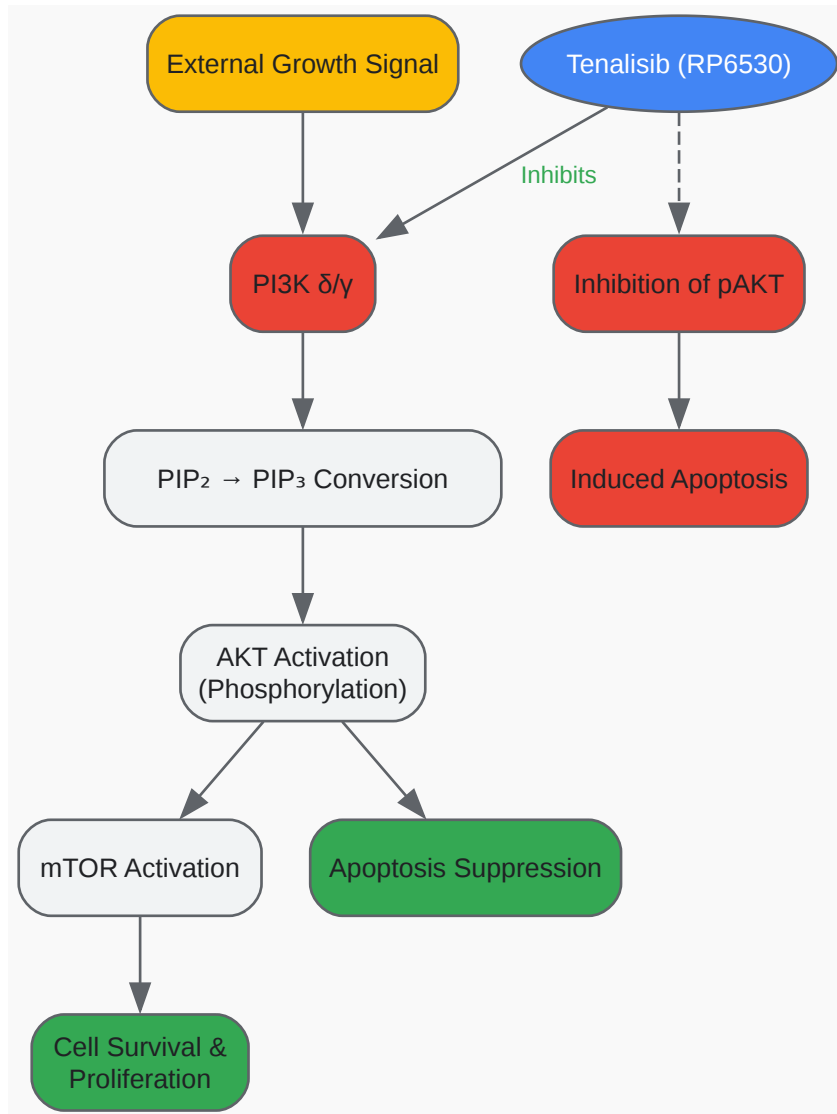 External Growth Signal
Tenalisib (RP6530)
Inhibits
PI3K δ/γ
Inhibition of pAKT
PIP₂ → PIP₃ Conversion
Induced Apoptosis
AKT Activation
(Phosphorylation)
mTOR Activation
Apoptosis Suppression
Cell Survival &
Proliferation